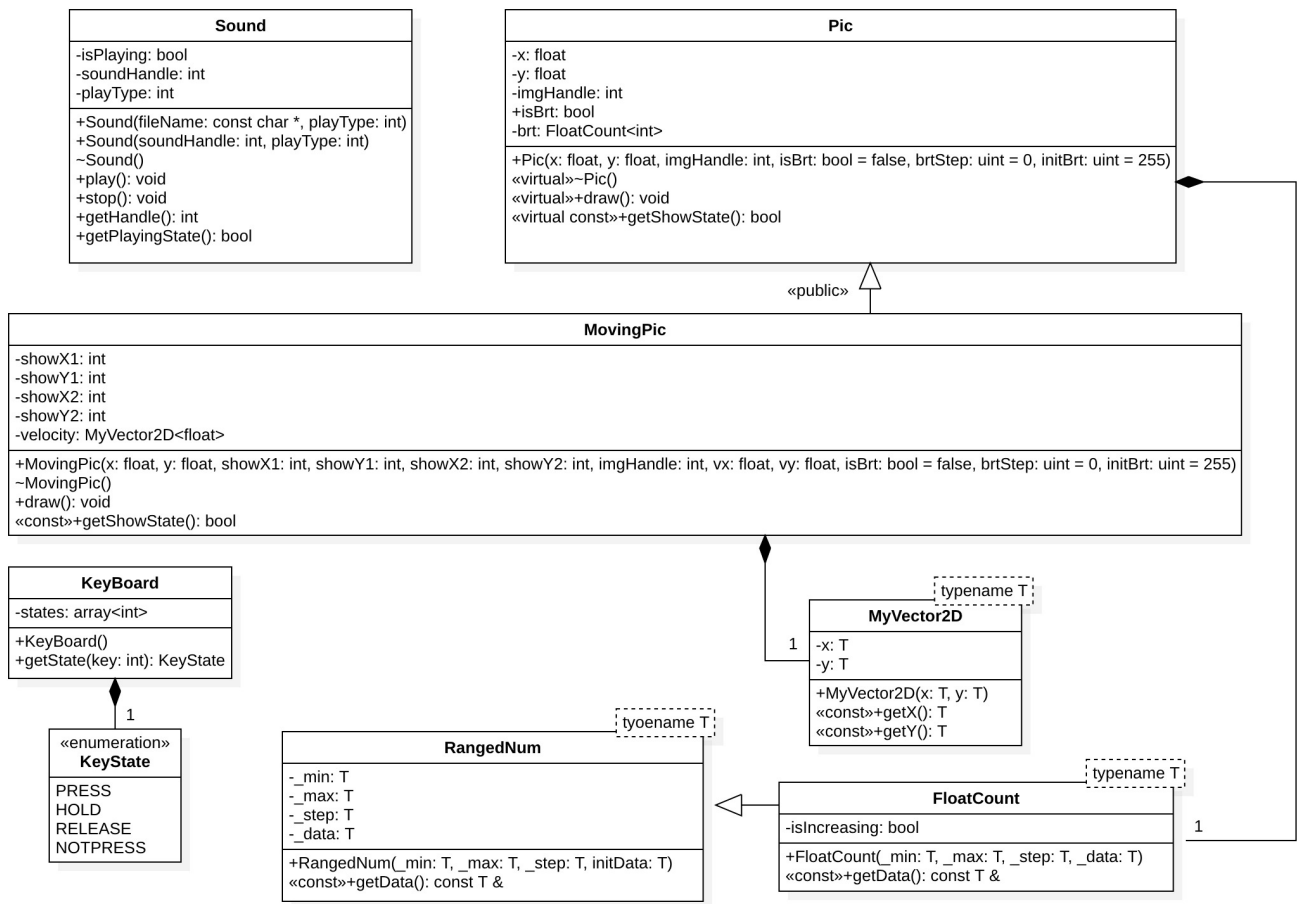 Sound
-isPlaying: bool
-soundHandle: int
-playType: int
+Sound(fileName: const char *, playType: int)
+Sound(soundHandle: int, playType: int)
~Sound()
+play(): void
+stop(): void
+getHandle(): int
+getPlayingState(): bool
Pic
-x: float
-y: float
-imgHandle: int
+isBrt: bool
-brt: FloatCount<int>
+Pic(x: float, y: float, imgHandle: int, isBrt: bool = false, brtStep: uint = 0, initBrt: uint = 255)
«virtual»~Pic()
«virtual»+draw(): void
«virtual const»+getShowState(): bool
«public»
MovingPic
-showX1: int
-showY1: int
-showX2: int
-showY2: int
-velocity: MyVector2D<float>
+MovingPic(x: float, y: float, showX1: int, showY1: int, showX2: int, showY2: int, imgHandle: int, vx: float, vy: float, isBrt: bool = false, brtStep: uint = 0, initBrt: uint = 255)
~MovingPic()
+draw(): void
«const»+getShowState(): bool
KeyBoard
-states: array<int>
+KeyBoard()
+getState(key: int): KeyState
1
«enumeration»
KeyState
PRESS
HOLD
RELEASE
NOTPRESS
typename T
MyVector2D
1
-x: T
-y: T
+MyVector2D(x: T, y: T)
«const»+getX(): T
«const»+getY(): T
tyoename T
RangedNum
-_min: T
-_max: T
-_step: T
-_data: T
+RangedNum(_min: T, _max: T, _step: T, initData: T)
«const»+getData(): const T &
typename T
FloatCount
-isIncreasing: bool
1
+FloatCount(_min: T, _max: T, _step: T, _data: T)
«const»+getData(): const T &